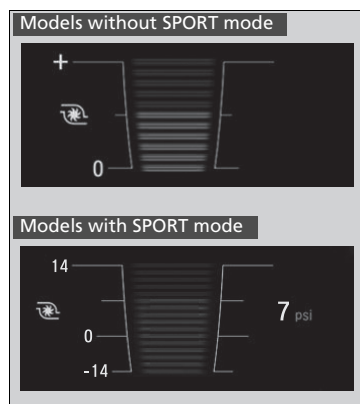 Models without SPORT mode
+
0
Models with SPORT mode
14
7 psi
0
-14